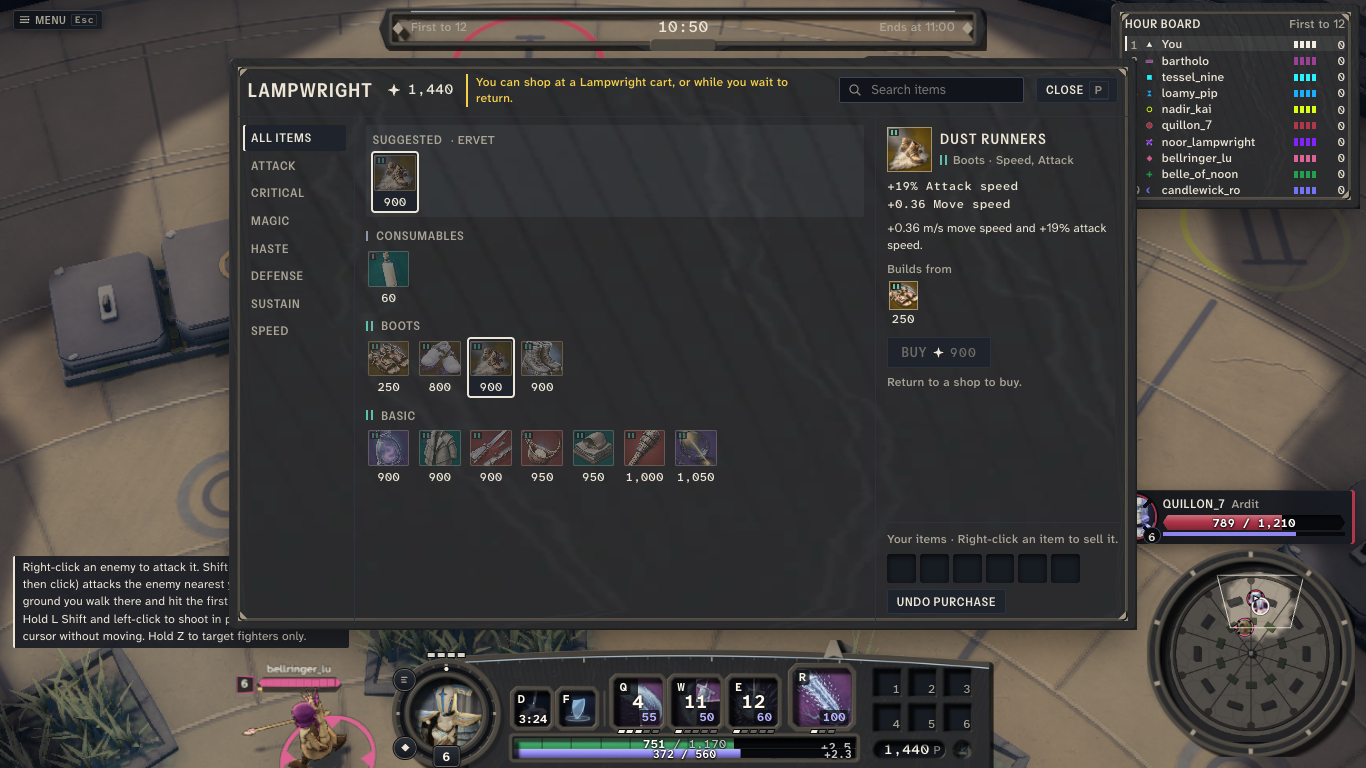 MENU Esc
First to 12
10:50
Ends at 11:00
HOUR BOARD First to 12
1 You 0
bartholo 0
tessel_nine 0
loamy_pip 0
nadir_kai 0
quillon_7 0
noor_lampwright 0
bellringer_lu 0
belle_of_noon 0
candlewick_ro 0
LAMPWRIGHT 1,440
You can shop at a Lampwright cart, or while you wait to
return.
Search items
CLOSE P
ALL ITEMS
ATTACK
CRITICAL
MAGIC
HASTE
DEFENSE
SUSTAIN
SPEED
SUGGESTED · ERVET
900
CONSUMABLES
60
BOOTS
250 800 900 900
BASIC
900 900 900 950 950 1,000 1,050
DUST RUNNERS
Boots · Speed, Attack
+19% Attack speed
+0.36 Move speed
+0.36 m/s move speed and +19% attack
speed.
Builds from
250
BUY 900
Return to a shop to buy.
Your items · Right-click an item to sell it.
UNDO PURCHASE
QUILLON_7 Ardit
789 / 1,210
6
Right-click an enemy to attack it. Shift
then click) attacks the enemy nearest
ground you walk there and hit the first
Hold L Shift and left-click to shoot in
cursor without moving. Hold Z to target fighters only.
bellringer_lu
6
6
D 3:24
F
Q 4 55
W 11 50
E 12 60
R 100
751 / 1,170 +2.5
372 / 560 +2.3
1 2 3
4 5 6
1,440 P